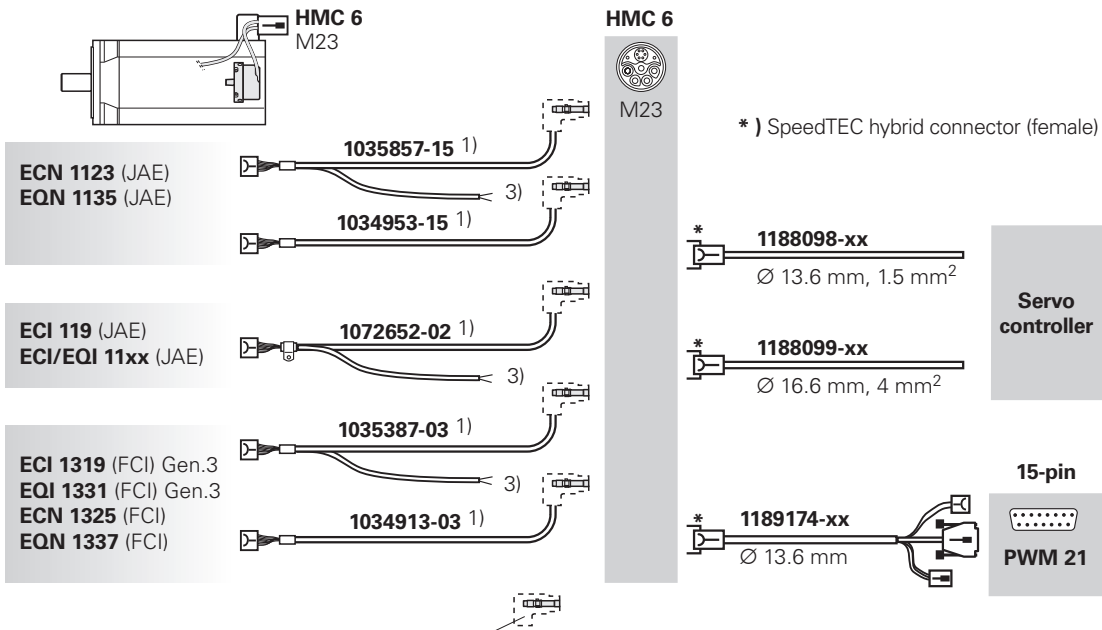 HMC 6
M23
HMC 6
M23
* ) SpeedTEC hybrid connector (female)
ECN 1123 (JAE)
EQN 1135 (JAE)
1035857-15 1)
3)
1034953-15 1)
ECI 119 (JAE)
ECI/EQI 11xx (JAE)
1072652-02 1)
3)
ECI 1319 (FCI) Gen.3
EQI 1331 (FCI) Gen.3
ECN 1325 (FCI)
EQN 1337 (FCI)
1035387-03 1)
3)
1034913-03 1)
*
1188098-xx
Ø 13.6 mm, 1.5 mm²
*
1188099-xx
Ø 16.6 mm, 4 mm²
Servo
controller
*
1189174-xx
Ø 13.6 mm
15-pin
PWM 21